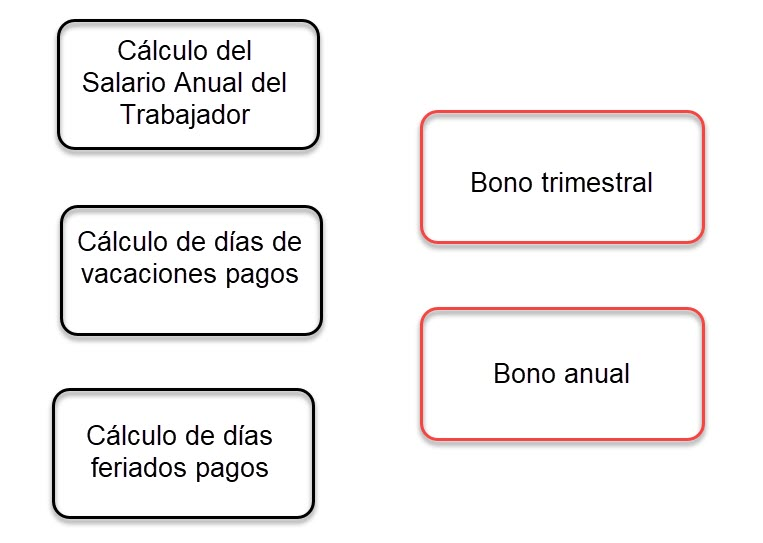 Cálculo del
Salario Anual del
Trabajador
Cálculo de días de
vacaciones pagos
Cálculo de días
feriados pagos
Bono trimestral
Bono anual